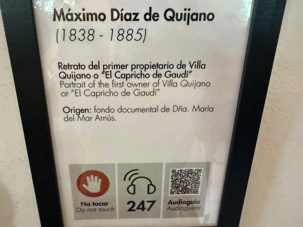 Máximo Díaz de Quijano
(1838 - 1885)
Retrato del primer propietario de Villa
Quijano o "El Capricho de Gaudí"
Portrait of the first owner of Villa Quijano
or "El Capricho de Gaudí"
Origen: fondo documental de Dña. María
del Mar Arnús.
No tocar
Do not touch
247
Audioguía
Audioguide